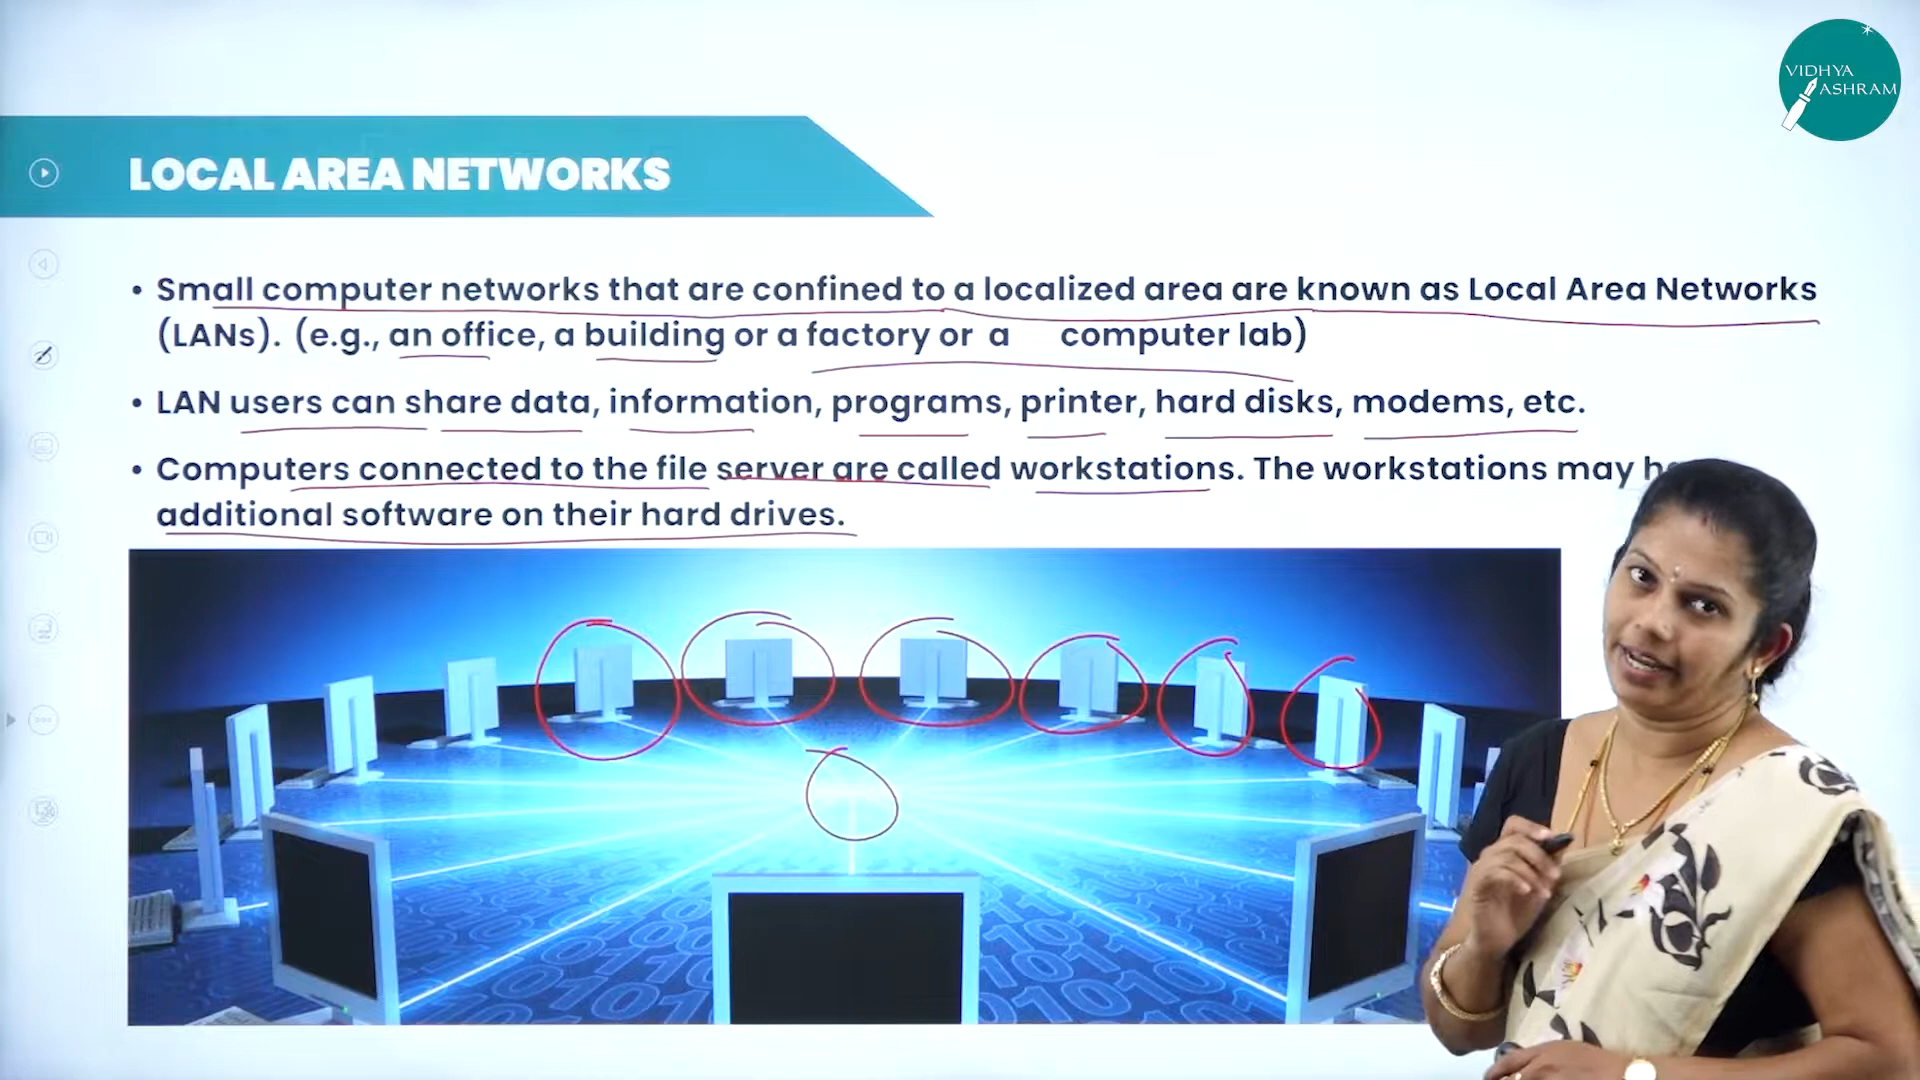 VIDHYA
ASHRAM
LOCAL AREA NETWORKS
• Small computer networks that are confined to a localized area are known as Local Area Networks
(LANs). (e.g., an office, a building or a factory or a computer lab)
• LAN users can share data, information, programs, printer, hard disks, modems, etc.
• Computers connected to the file server are called workstations. The workstations may
additional software on their hard drives.